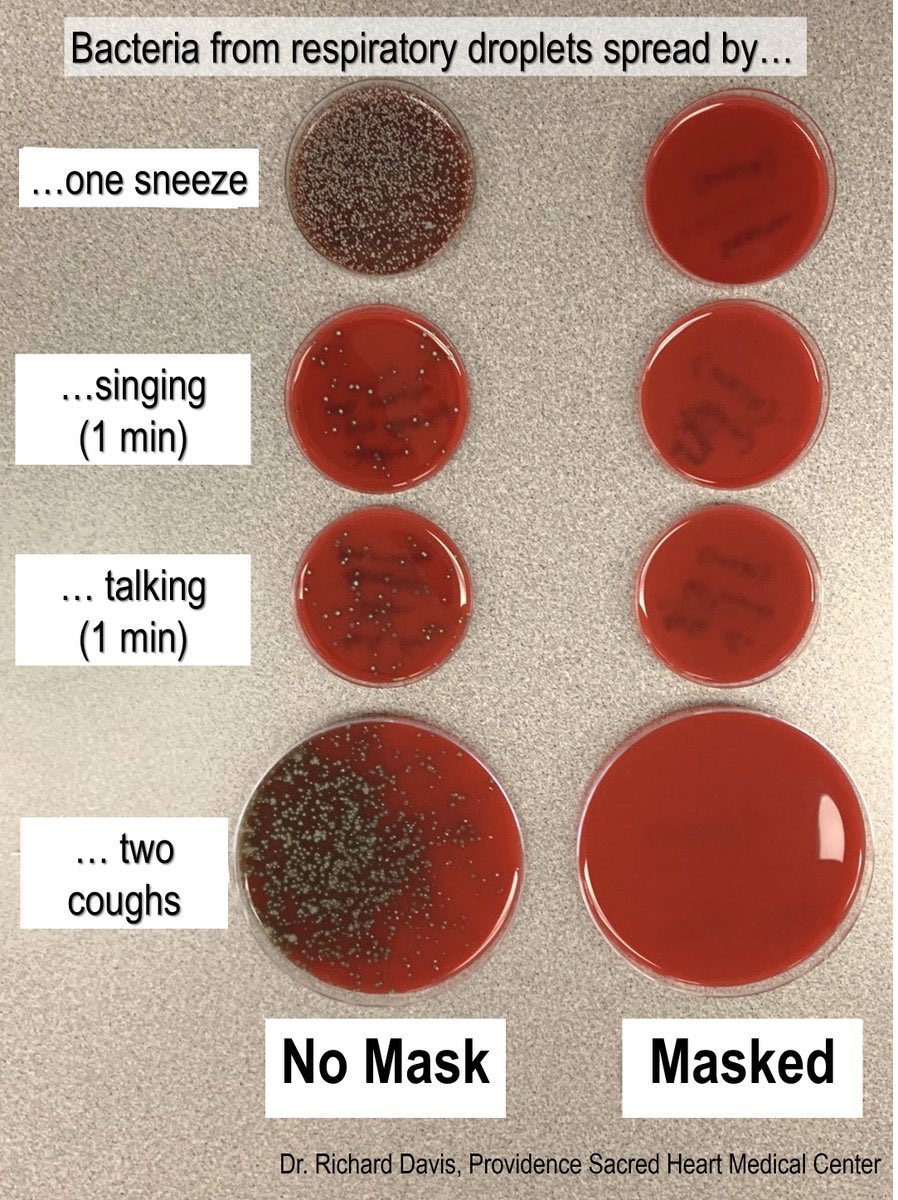 Bacteria from respiratory droplets spread by…
…one sneeze
…singing
(1 min)
… talking
(1 min)
… two
coughs
No Mask
Masked
Dr. Richard Davis, Providence Sacred Heart Medical Center